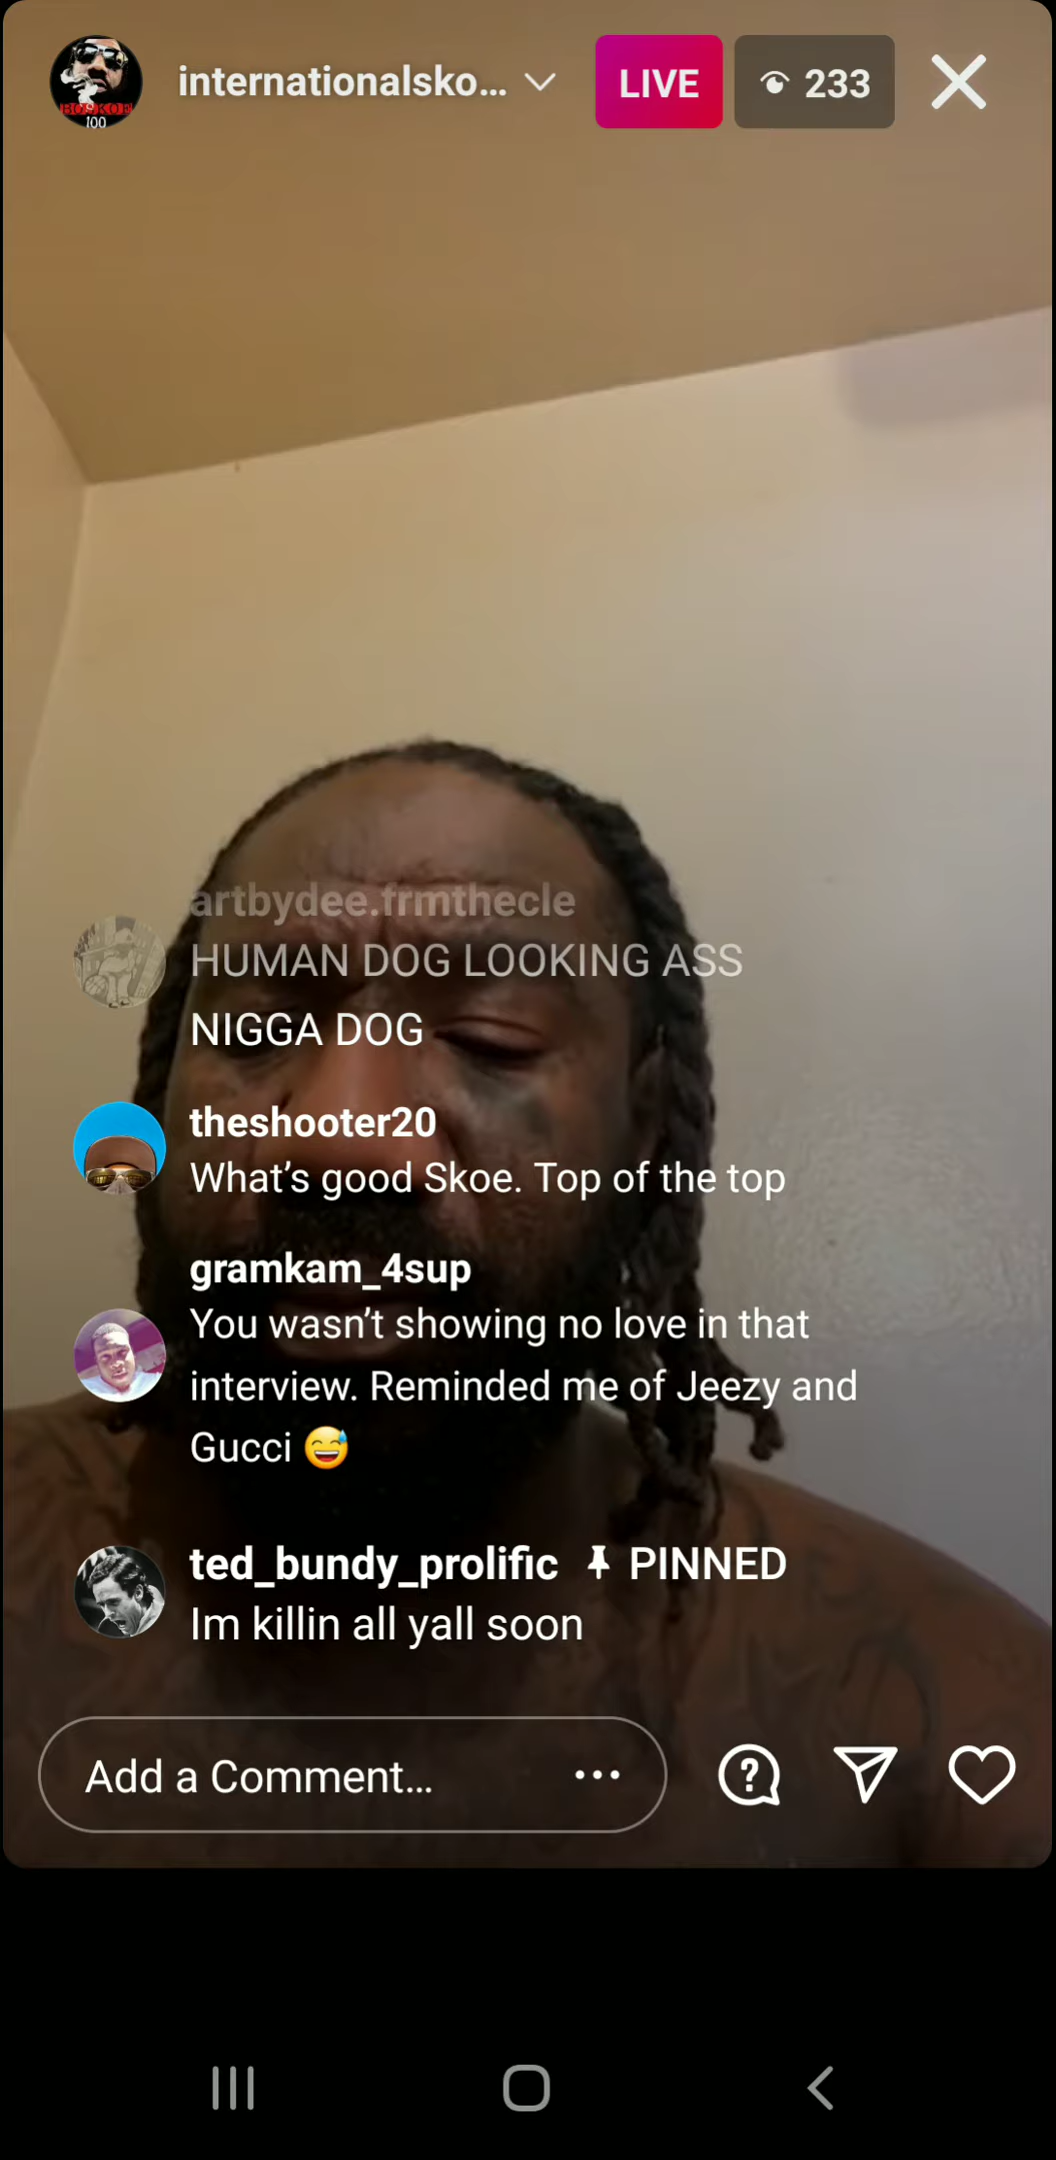 internationalsko...
LIVE
233
BOSKOE
100
artbydee.frmthecle
HUMAN DOG LOOKING ASS
NIGGA DOG
theshooter20
What's good Skoe. Top of the top
gramkam_4sup
You wasn't showing no love in that
interview. Reminded me of Jeezy and
Gucci 😅
ted_bundy_prolific PINNED
Im killin all yall soon
Add a Comment...